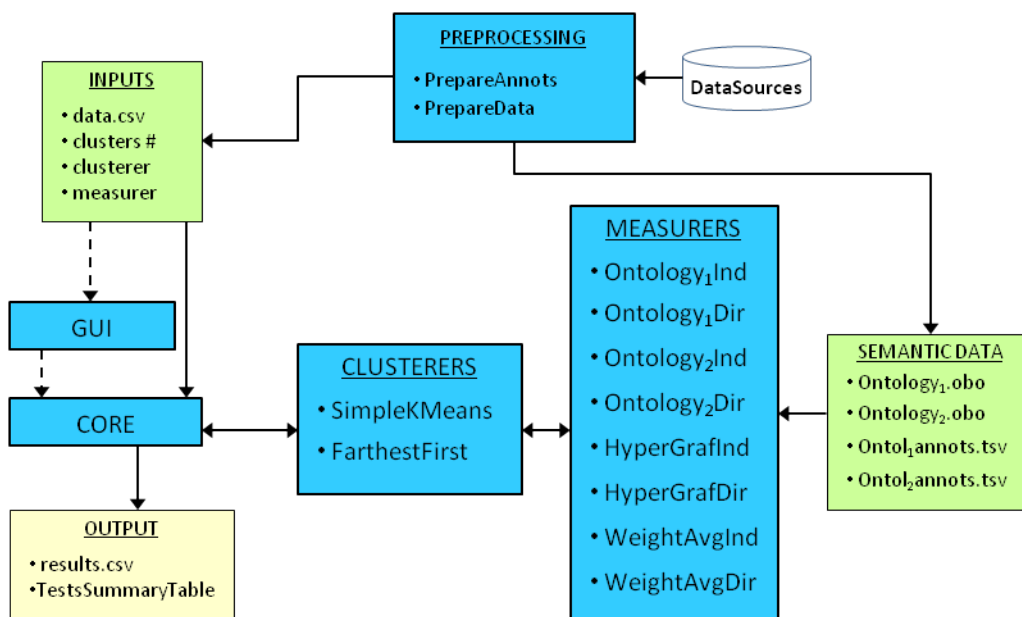 PREPROCESSING
• PrepareAnnots
• PrepareData
DataSources
INPUTS
• data.csv
• clusters #
• clusterer
• measurer
GUI
CORE
OUTPUT
• results.csv
•TestsSummaryTable
CLUSTERERS
• SimpleKMeans
• FarthestFirst
MEASURERS
• Ontology₁Ind
• Ontology₁Dir
• Ontology₂Ind
• Ontology₂Dir
• HyperGrafInd
• HyperGrafDir
• WeightAvgInd
• WeightAvgDir
SEMANTIC DATA
• Ontology₁.obo
• Ontology₂.obo
• Ontol₁annots.tsv
• Ontol₂annots.tsv